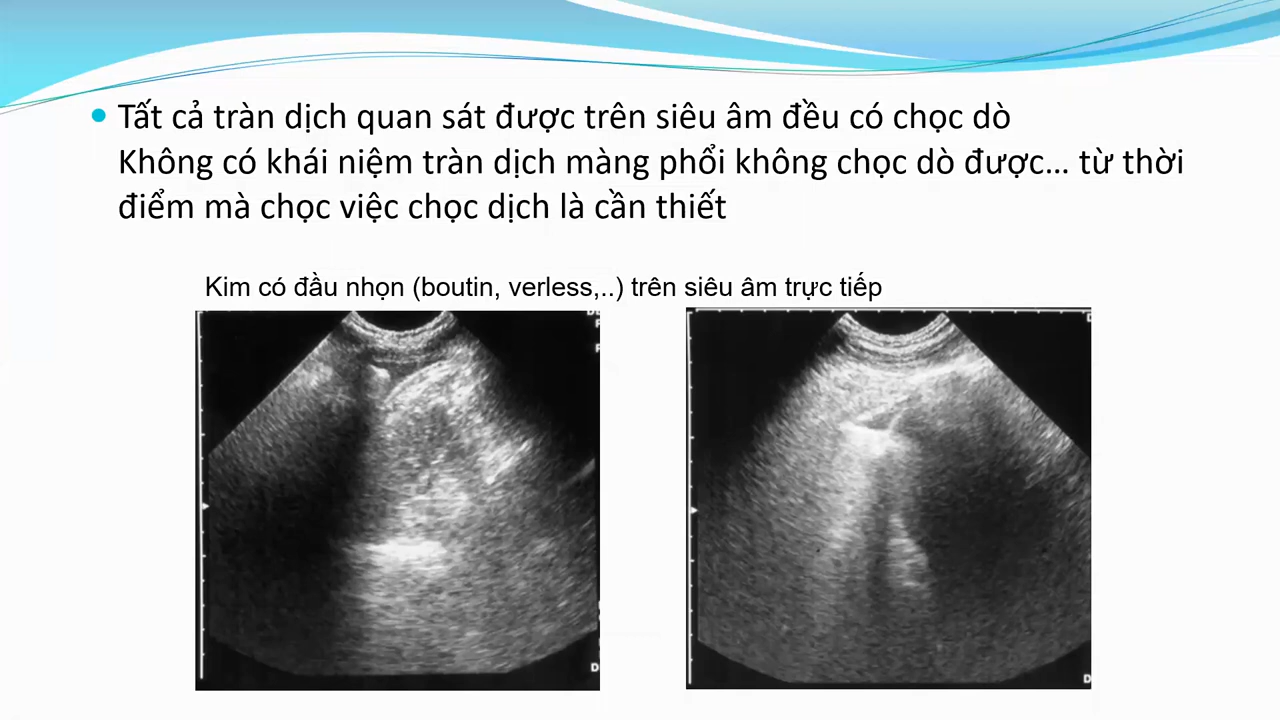 Tất cả tràn dịch quan sát được trên siêu âm đều có chọc dò
Không có khái niệm tràn dịch màng phổi không chọc dò được... từ thời
điểm mà chọc việc chọc dịch là cần thiết
Kim có đầu nhọn (boutin, verless,..) trên siêu âm trực tiếp